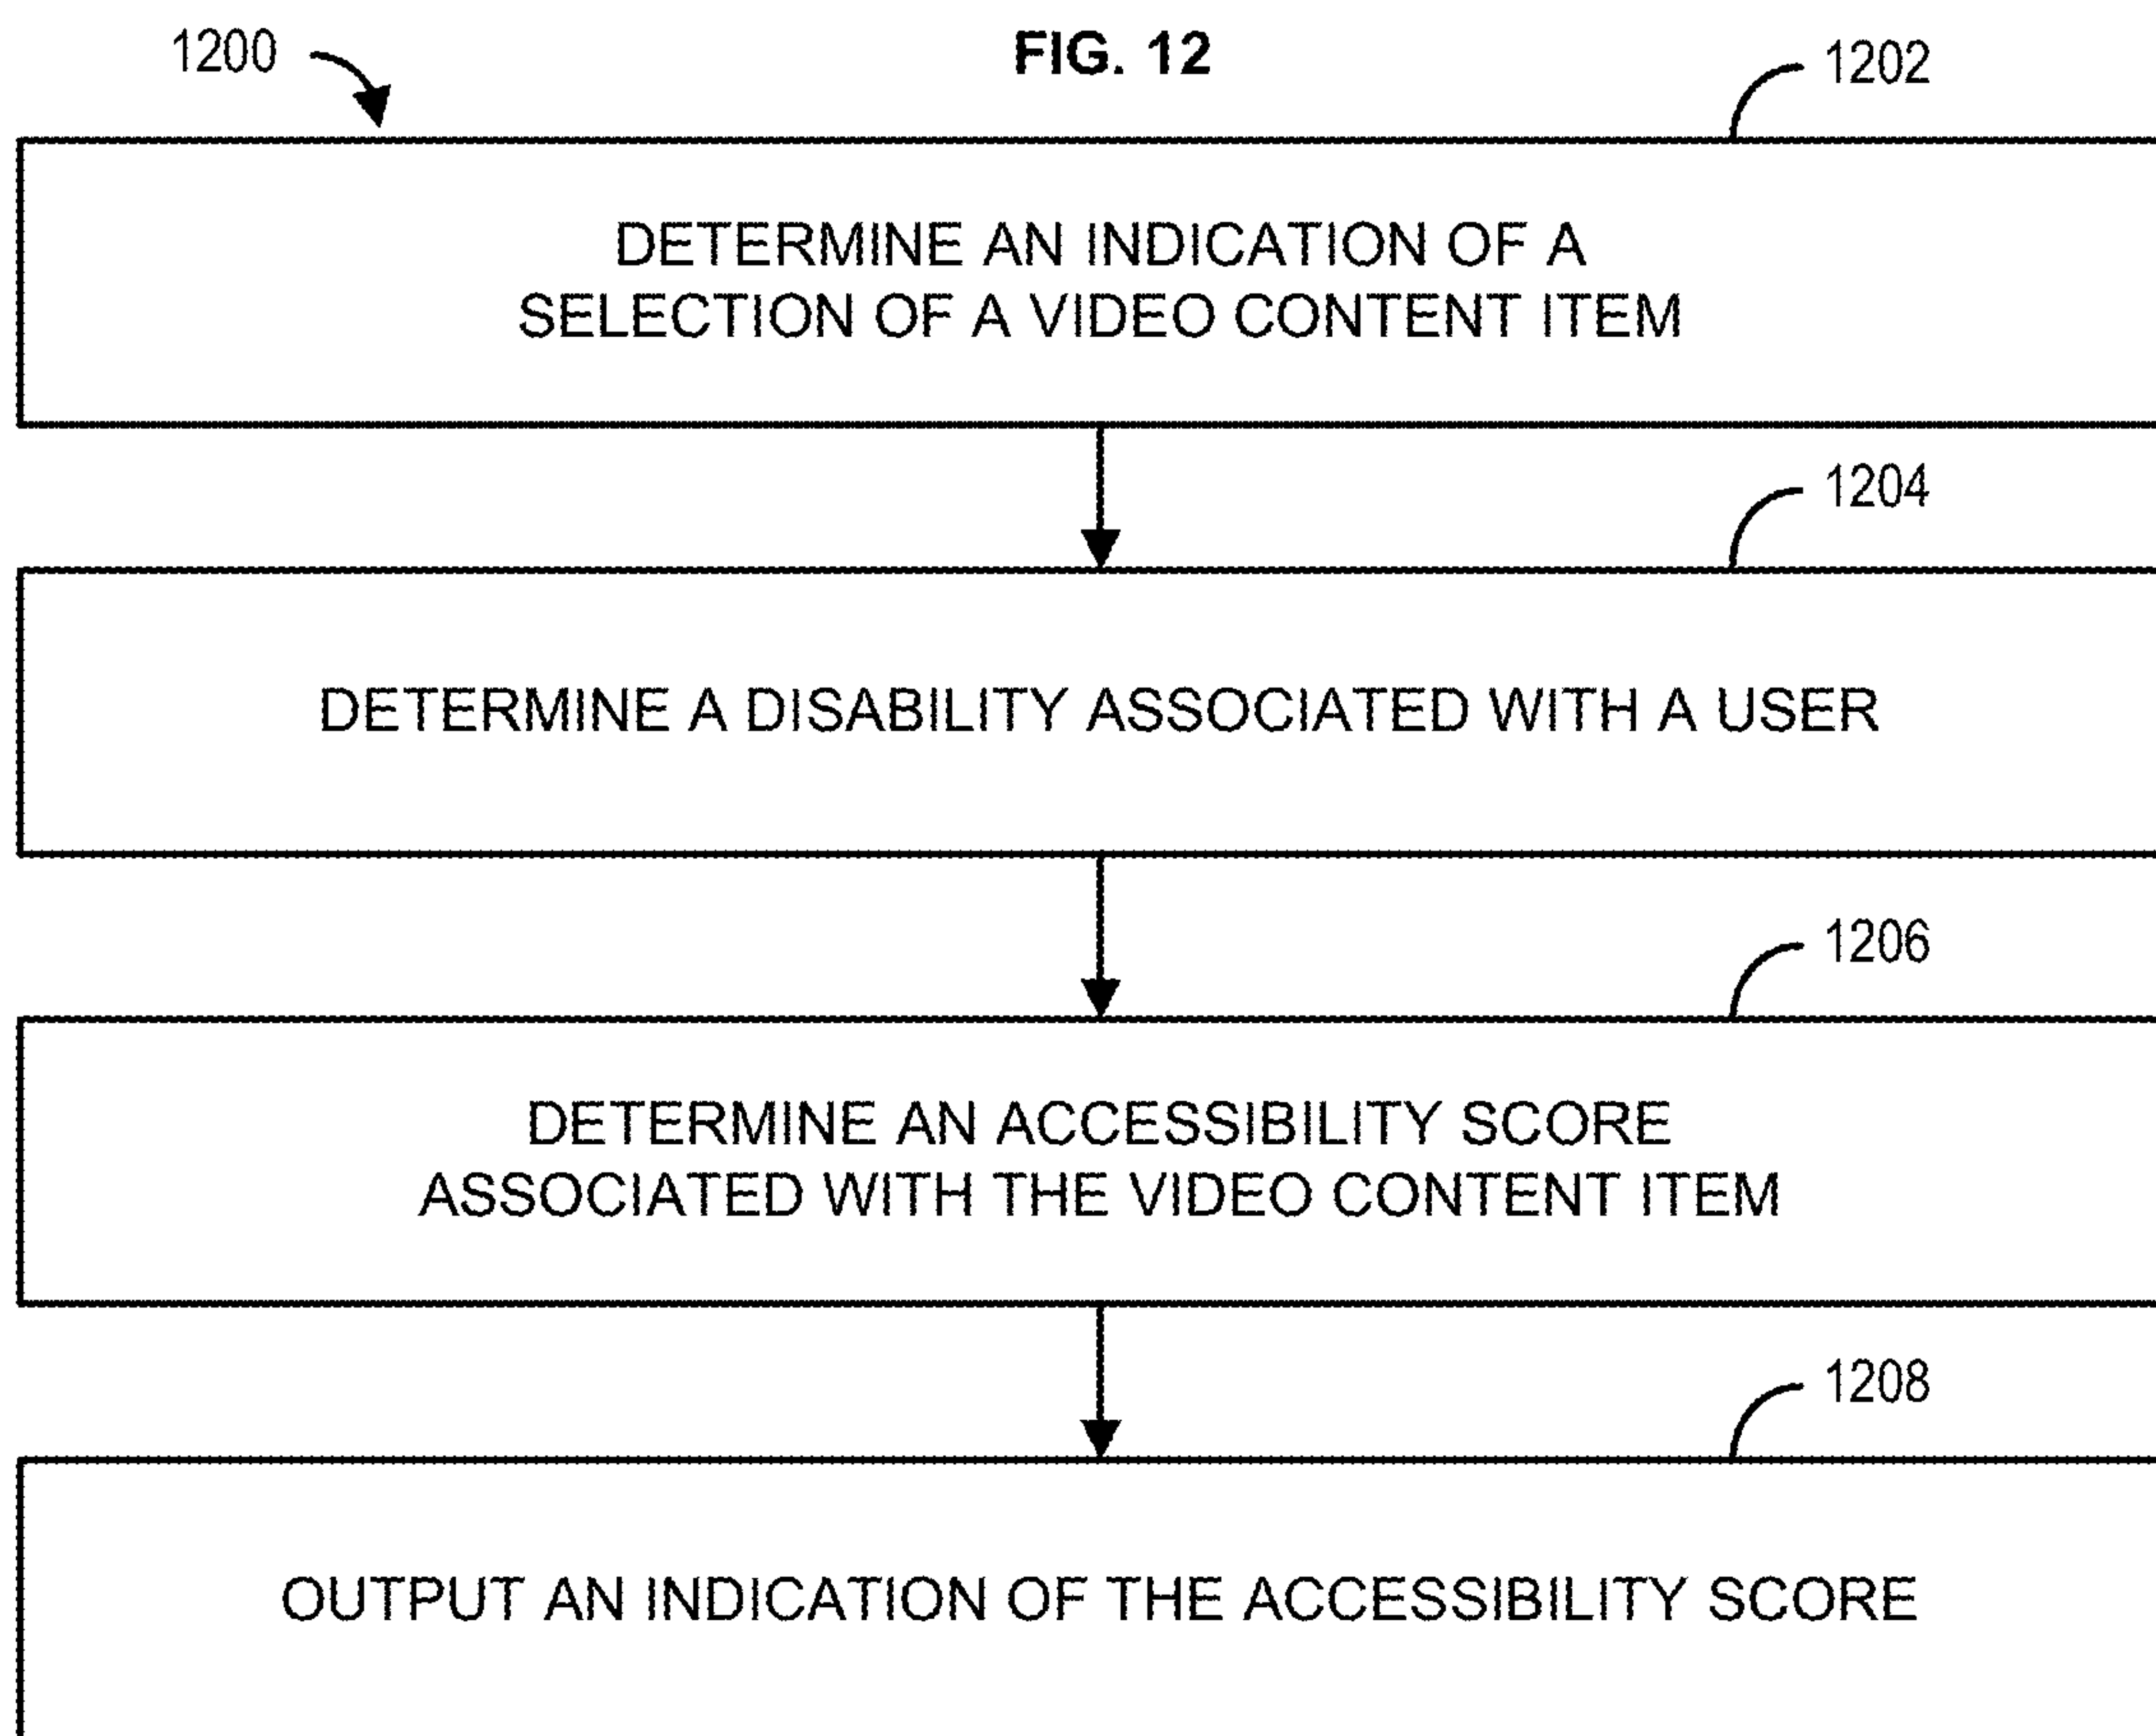 1200
FIG. 12
1202
DETERMINE AN INDICATION OF A
SELECTION OF A VIDEO CONTENT ITEM
1204
DETERMINE A DISABILITY ASSOCIATED WITH A USER
1206
DETERMINE AN ACCESSIBILITY SCORE
ASSOCIATED WITH THE VIDEO CONTENT ITEM
1208
OUTPUT AN INDICATION OF THE ACCESSIBILITY SCORE